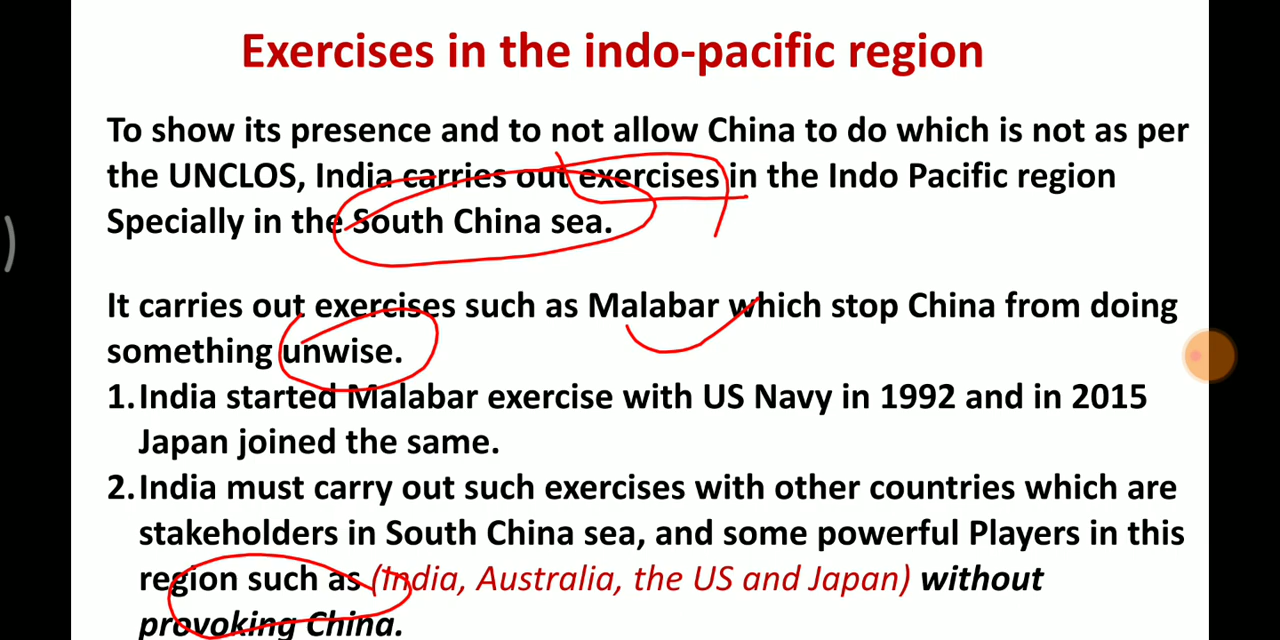 Exercises in the indo-pacific region
To show its presence and to not allow China to do which is not as per
the UNCLOS, India carries out exercises in the Indo Pacific region
Specially in the South China sea.
It carries out exercises such as Malabar which stop China from doing
something unwise.
1. India started Malabar exercise with US Navy in 1992 and in 2015
Japan joined the same.
2. India must carry out such exercises with other countries which are
stakeholders in South China sea, and some powerful Players in this
region such as (India, Australia, the US and Japan) without
provoking China.